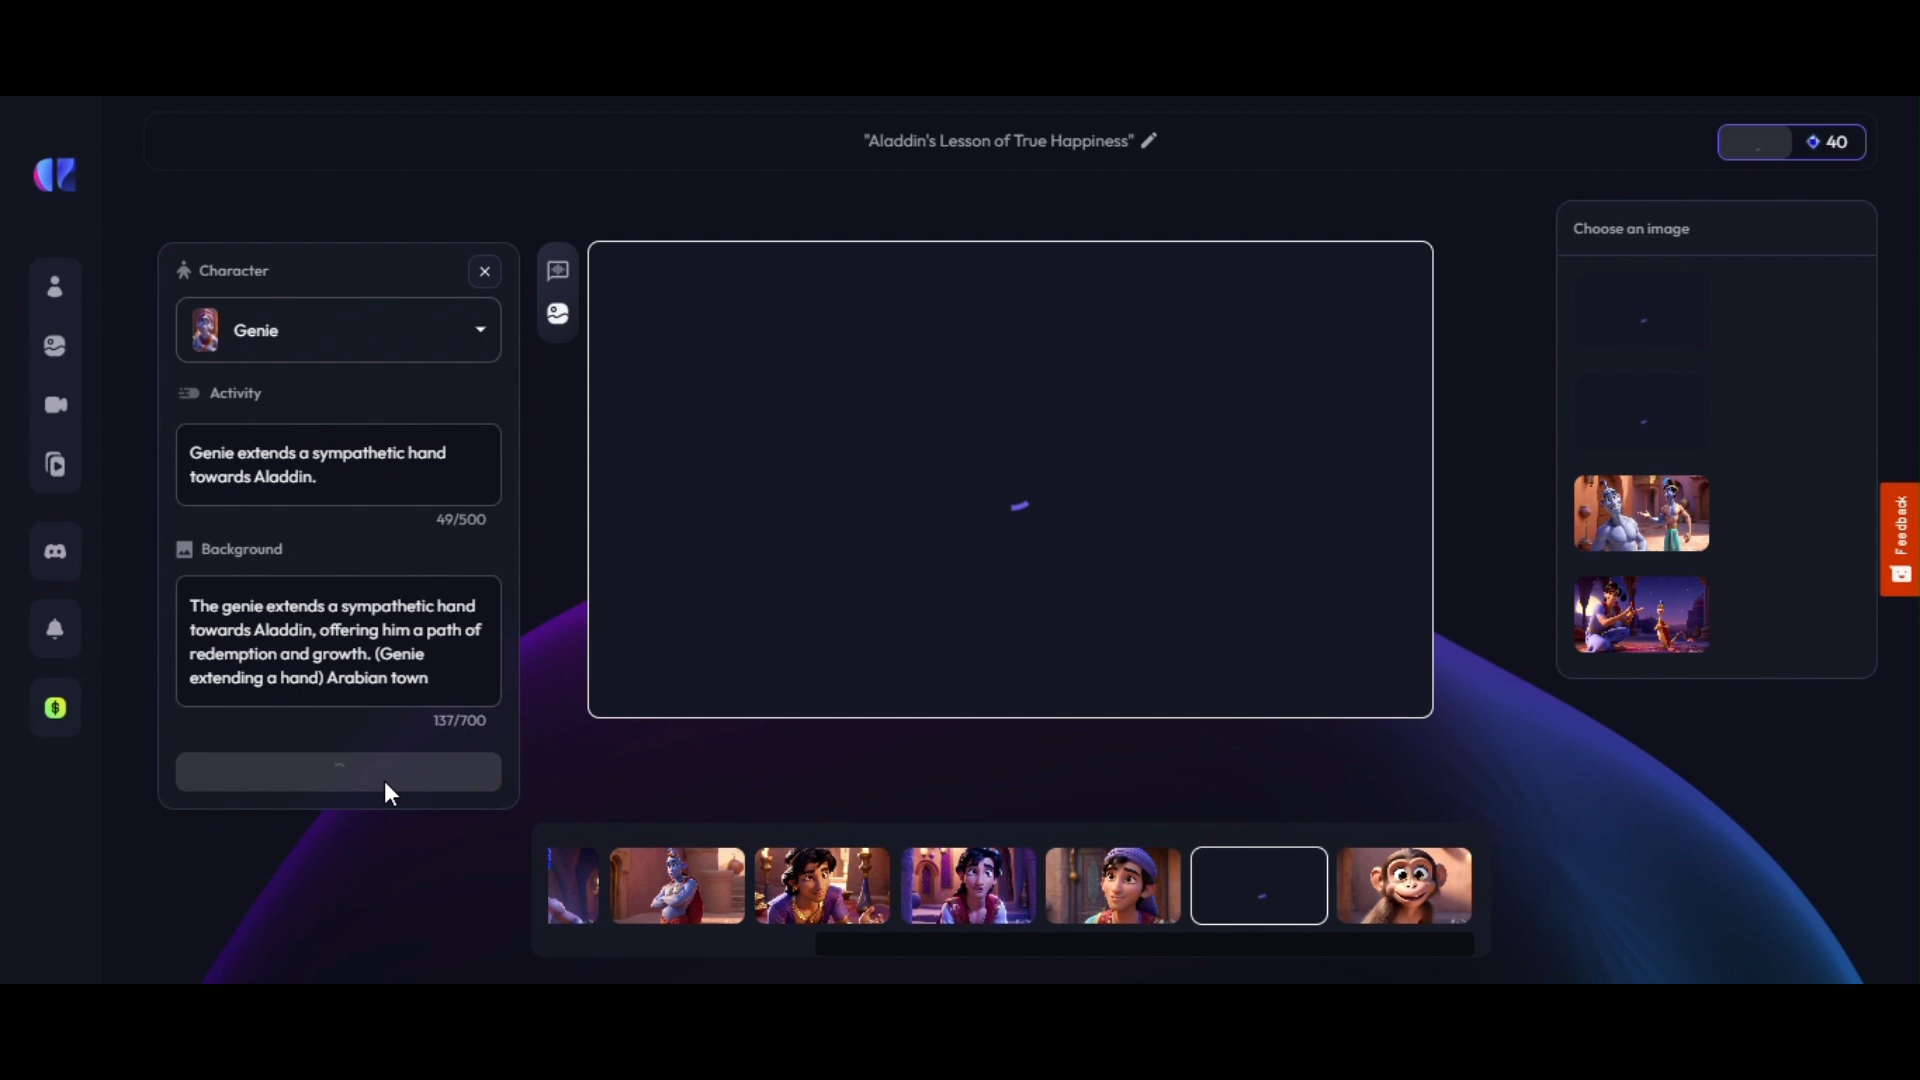 "Aladdin's Lesson of True Happiness"
40
Character
Genie
Activity
Genie extends a sympathetic hand
towards Aladdin.
49/500
Background
The genie extends a sympathetic hand
towards Aladdin, offering him a path of
redemption and growth. (Genie
extending a hand) Arabian town
137/700
Choose an image
Feedback